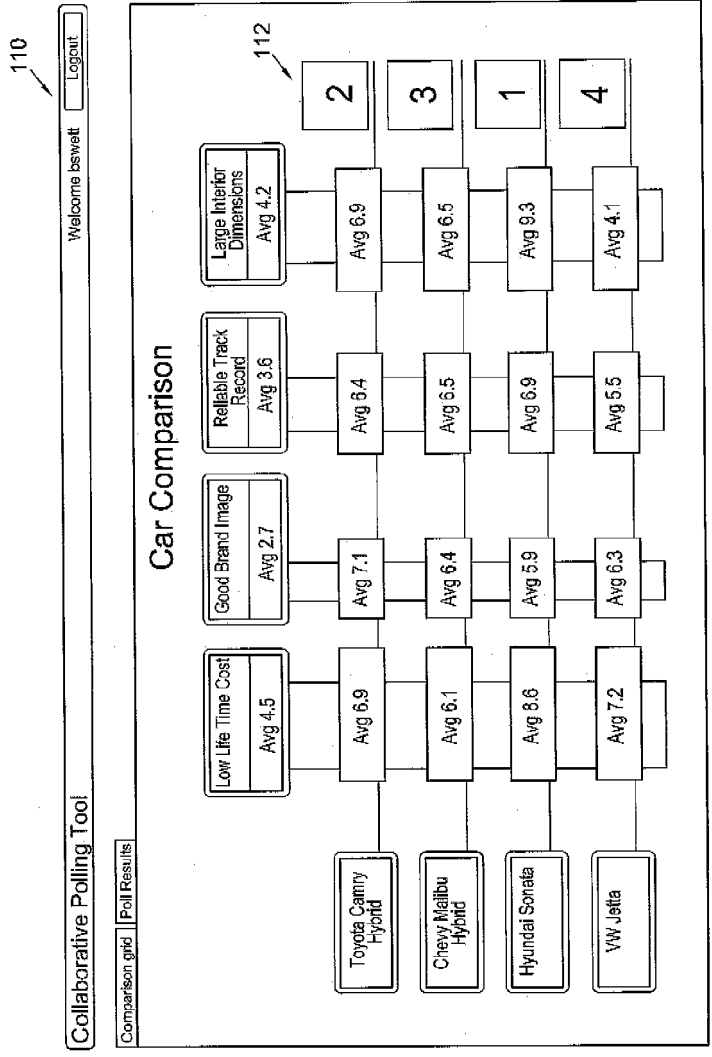 110
Collaborative Polling Tool
Welcome bswett
Logout
Comparison grid
Poll Results
Car Comparison
112
Low Life Time Cost
Avg 4.5
Good Brand Image
Avg 2.7
Reliable Track
Record
Avg 3.6
Large Interior
Dimensions
Avg 4.2
Toyota Camry
Hybrid
Avg 6.9
Avg 7.1
Avg 6.4
Avg 6.9
2
Chevy Malibu
Hybrid
Avg 6.1
Avg 6.4
Avg 6.5
Avg 6.5
3
Hyundai Sonata
Avg 8.6
Avg 5.9
Avg 6.9
Avg 9.3
1
VW Jetta
Avg 7.2
Avg 6.3
Avg 5.5
Avg 4.1
4